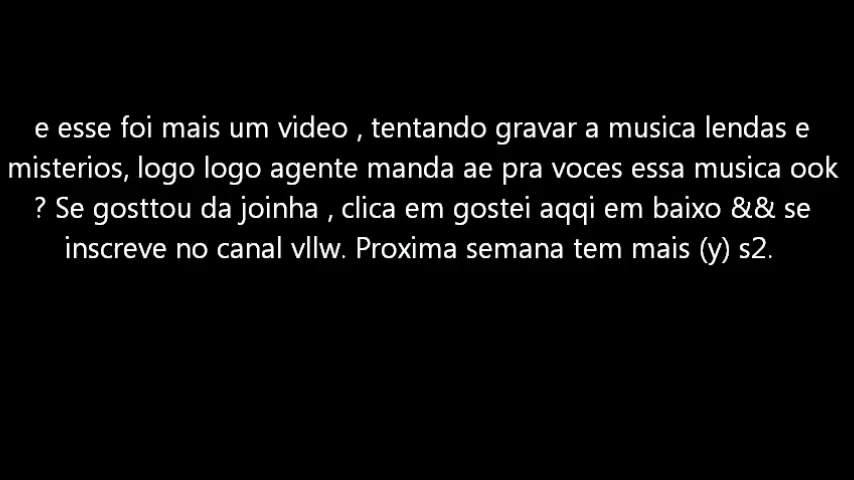 e esse foi mais um video , tentando gravar a musica lendas e
misterios, logo logo agente manda ae pra voces essa musica ook
? Se gosttou da joinha , clica em gostei aqqi em baixo && se
inscreve no canal vllw. Proxima semana tem mais (y) s2.